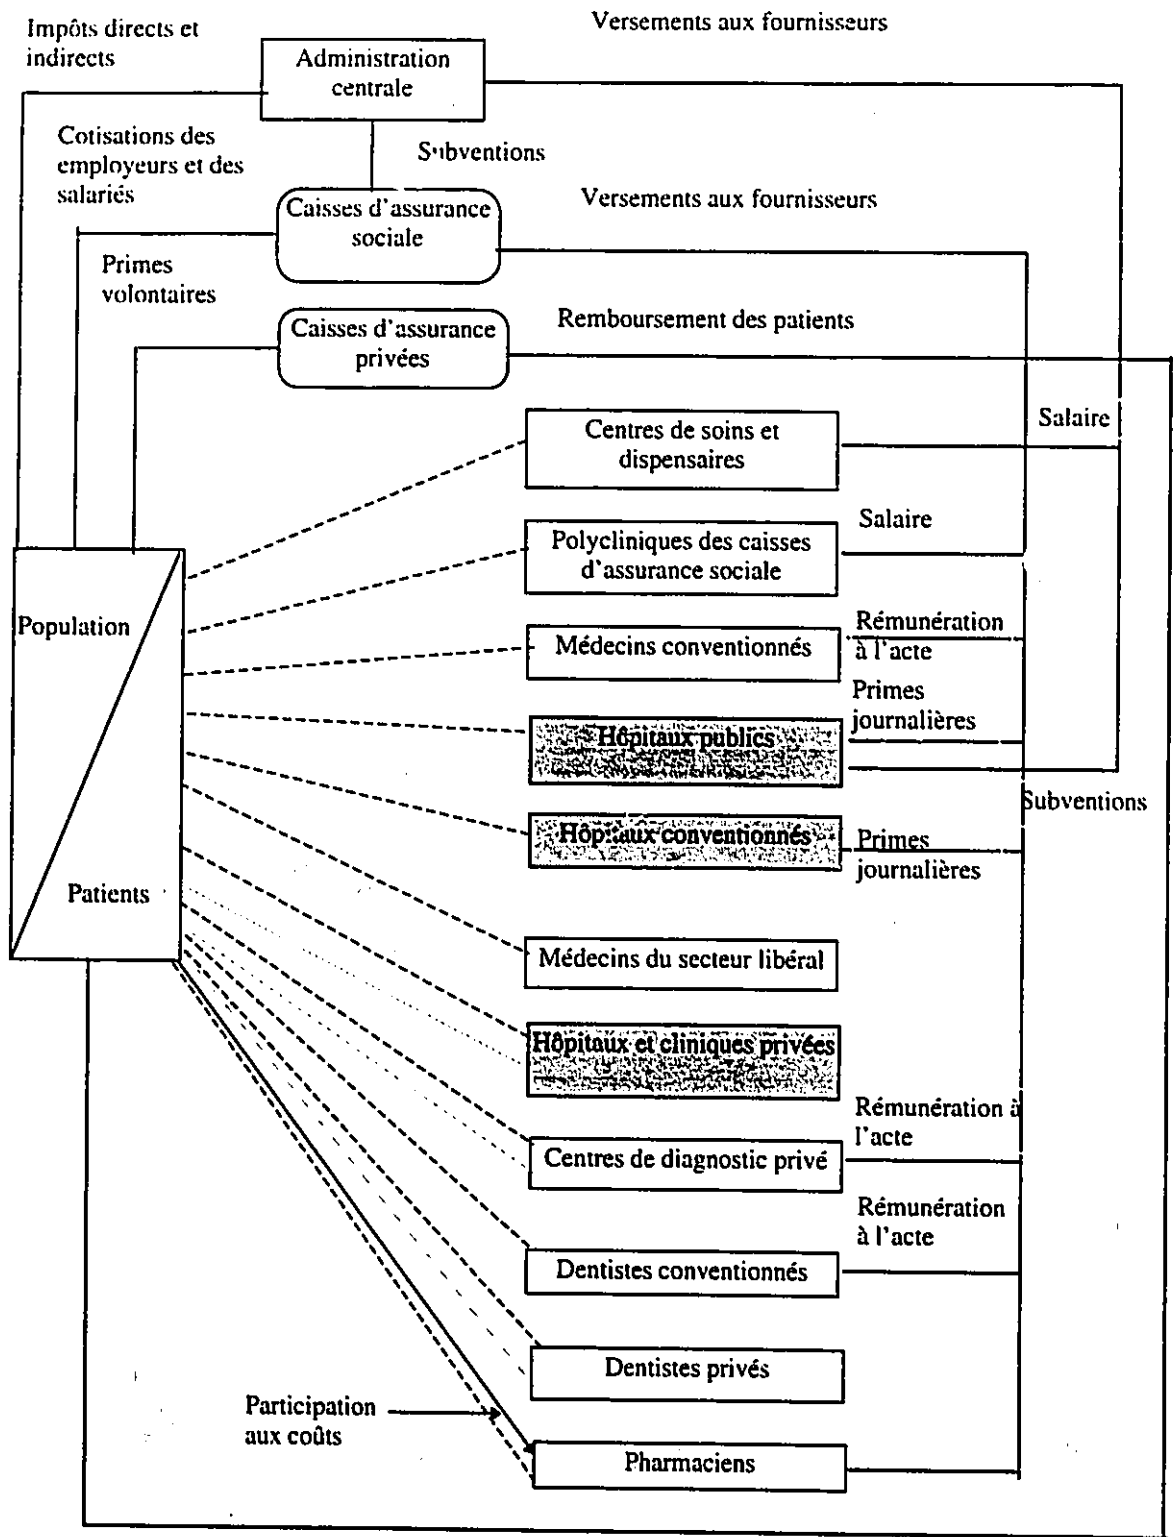 Impôts directs et
indirects
Versements aux fournisseurs
Administration
centrale
Cotisations des
employeurs et des
salariés
Subventions
Caisses d'assurance
sociale
Versements aux fournisseurs
Primes
volontaires
Caisses d'assurance
privées
Remboursement des patients
Centres de soins et
dispensaires
Salaire
Polycliniques des caisses
d'assurance sociale
Salaire
Population
Médecins conventionnés
Rémunération
à l'acte
Primes
journalières
Hôpitaux publics
Subventions
Hôpitaux conventionnés
Primes
journalières
Patients
Médecins du secteur libéral
Hôpitaux et cliniques privées
Rémunération à
l'acte
Centres de diagnostic privé
Rémunération
à l'acte
Dentistes conventionnés
Dentistes privés
Participation
aux coûts
Pharmaciens